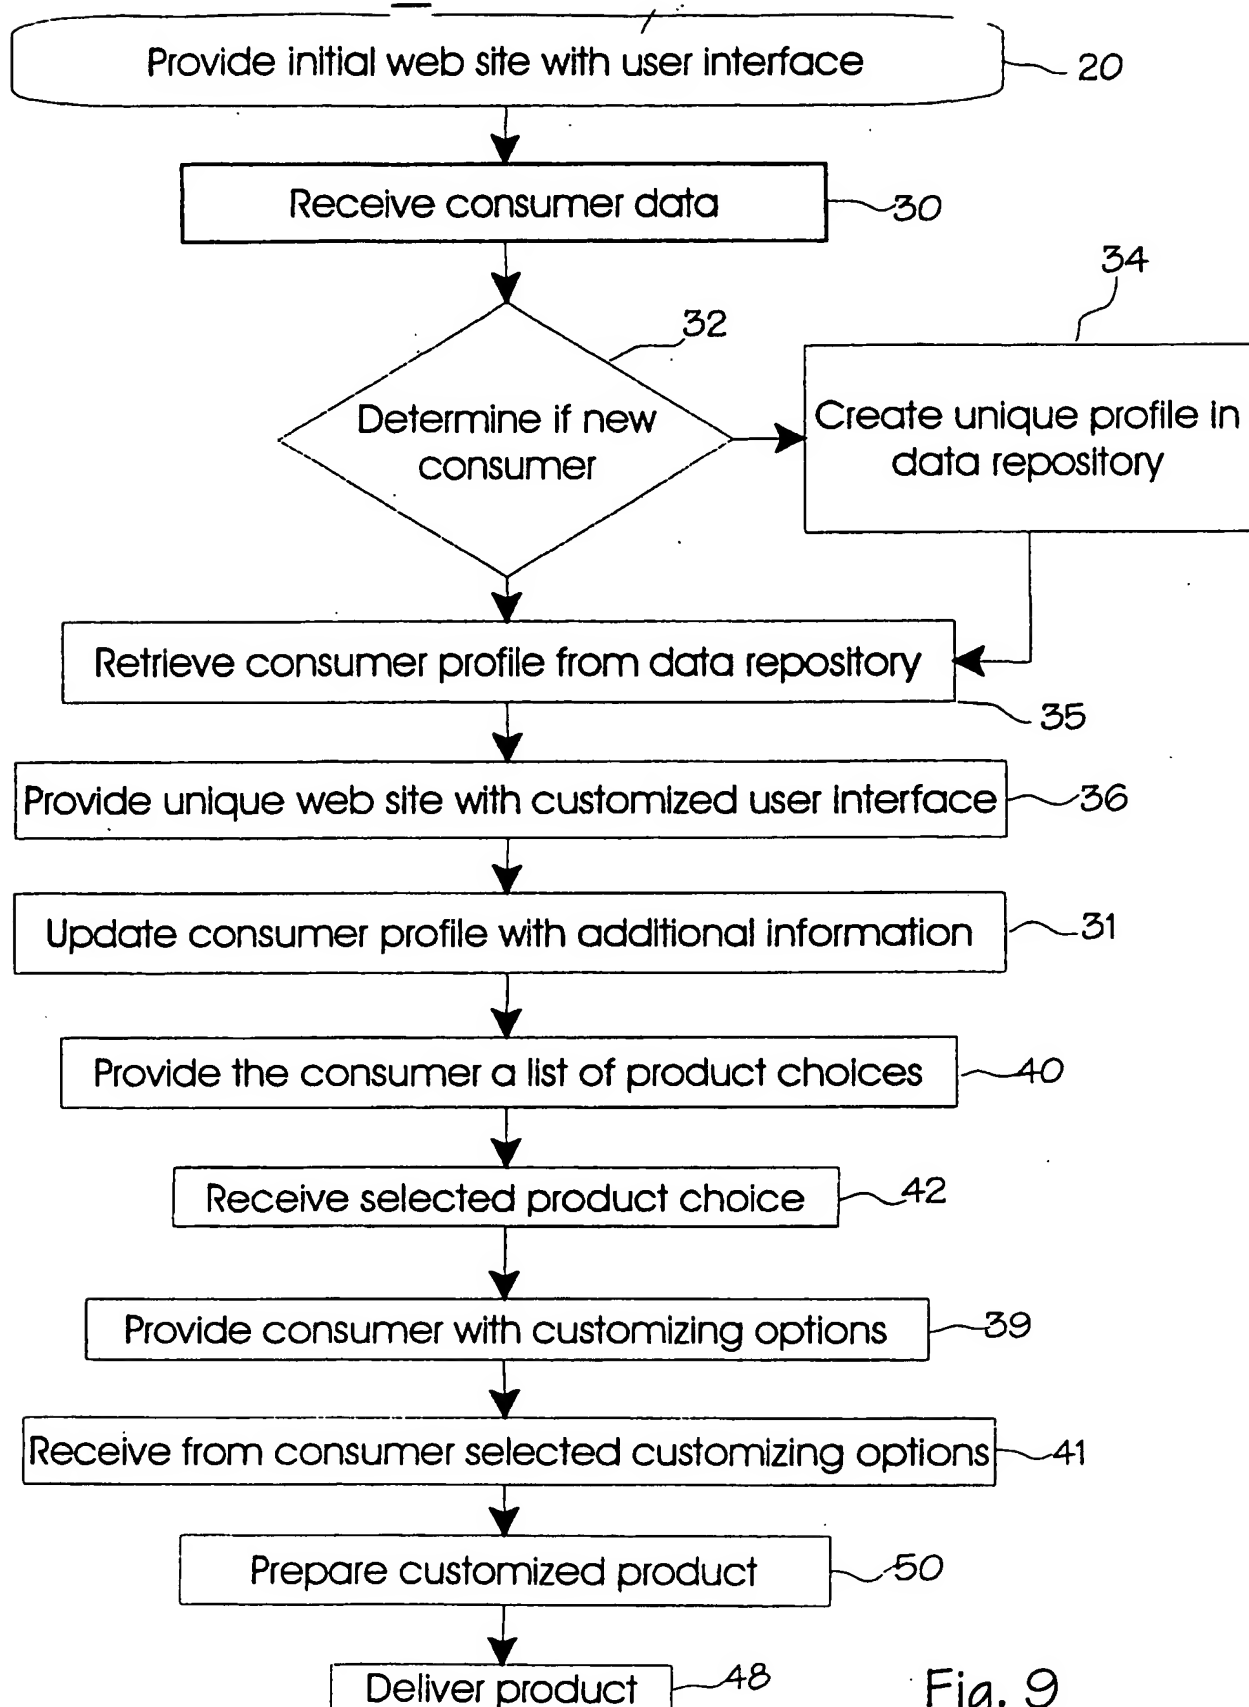 Provide initial web site with user interface
20
Receive consumer data
30
32
34
Determine if new
consumer
Create unique profile in
data repository
Retrieve consumer profile from data repository
35
Provide unique web site with customized user interface
36
Update consumer profile with additional information
31
Provide the consumer a list of product choices
40
Receive selected product choice
42
Provide consumer with customizing options
39
Receive from consumer selected customizing options
41
Prepare customized product
50
Deliver product
48
Fig. 9